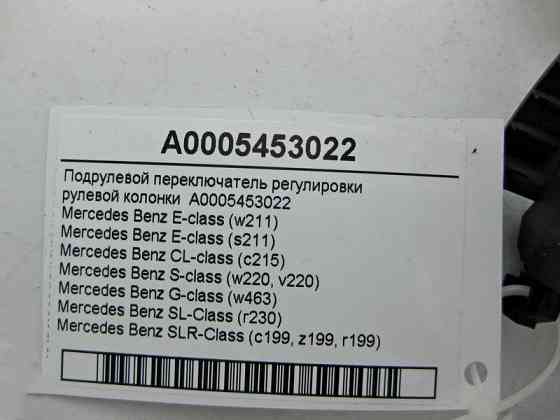 A0005453022
Подрулевой переключатель регулировки
рулевой колонки A0005453022
Mercedes Benz E-class (w211)
Mercedes Benz E-class (s211)
Mercedes Benz CL-class (c215)
Mercedes Benz S-class (w220, v220)
Mercedes Benz G-class (w463)
Mercedes Benz SL-Class (r230)
Mercedes Benz SLR-Class (c199, z199, r199)